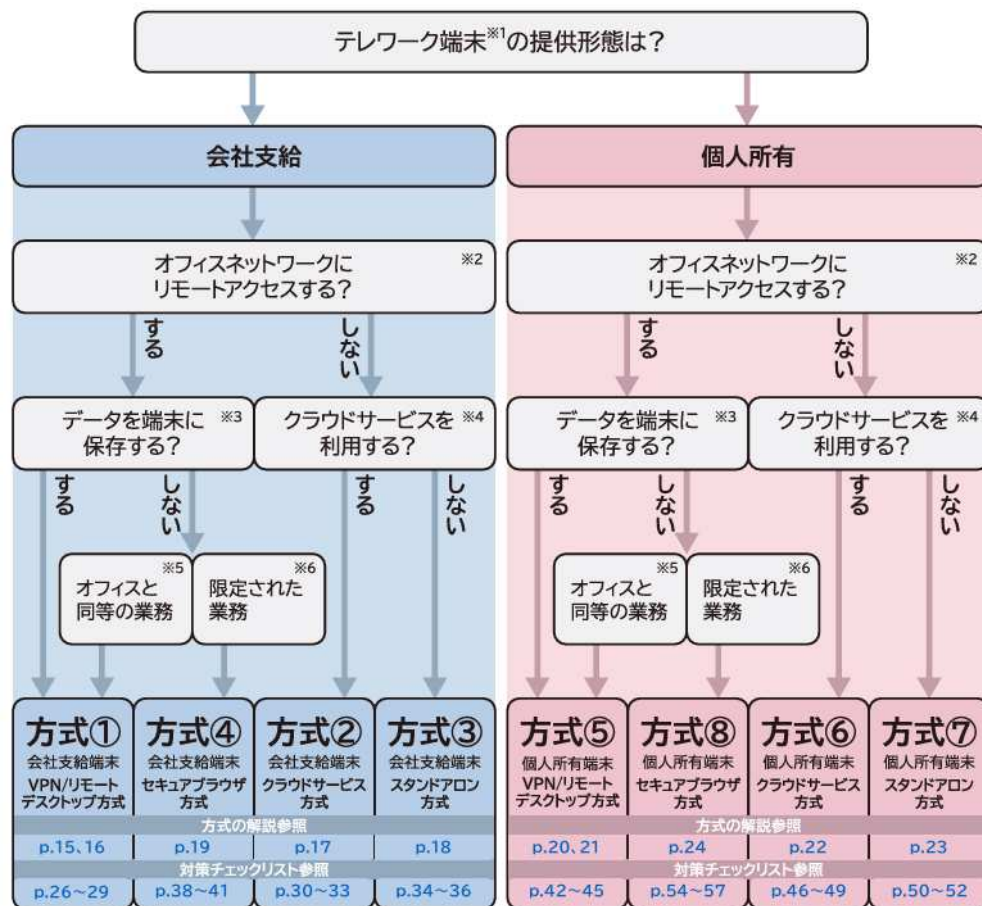 テレワーク端末※1の提供形態は?
会社支給
オフィスネットワークに※2
リモートアクセスする?
する
しない
データを端末に※3
保存する?
クラウドサービスを※4
利用する?
する
しない
する
しない
※5
オフィスと
同等の業務
※6
限定された
業務
方式①
会社支給端末
VPN/リモート
デスクトップ方式
方式④
会社支給端末
セキュアブラウザ
方式
方式②
会社支給端末
クラウドサービス
方式
方式③
会社支給端末
スタンドアロン
方式
方式の解説参照
p.15、16
p.19
p.17
p.18
対策チェックリスト参照
p.26~29
p.38~41
p.30~33
p.34~36
個人所有
オフィスネットワークに※2
リモートアクセスする?
する
しない
データを端末に※3
保存する?
クラウドサービスを※4
利用する?
する
しない
する
しない
※5
オフィスと
同等の業務
※6
限定された
業務
方式⑤
個人所有端末
VPN/リモート
デスクトップ方式
方式⑧
個人所有端末
セキュアブラウザ
方式
方式⑥
個人所有端末
クラウドサービス
方式
方式⑦
個人所有端末
スタンドアロン
方式
方式の解説参照
p.20、21
p.24
p.22
p.23
対策チェックリスト参照
p.42~45
p.54~57
p.46~49
p.50~52